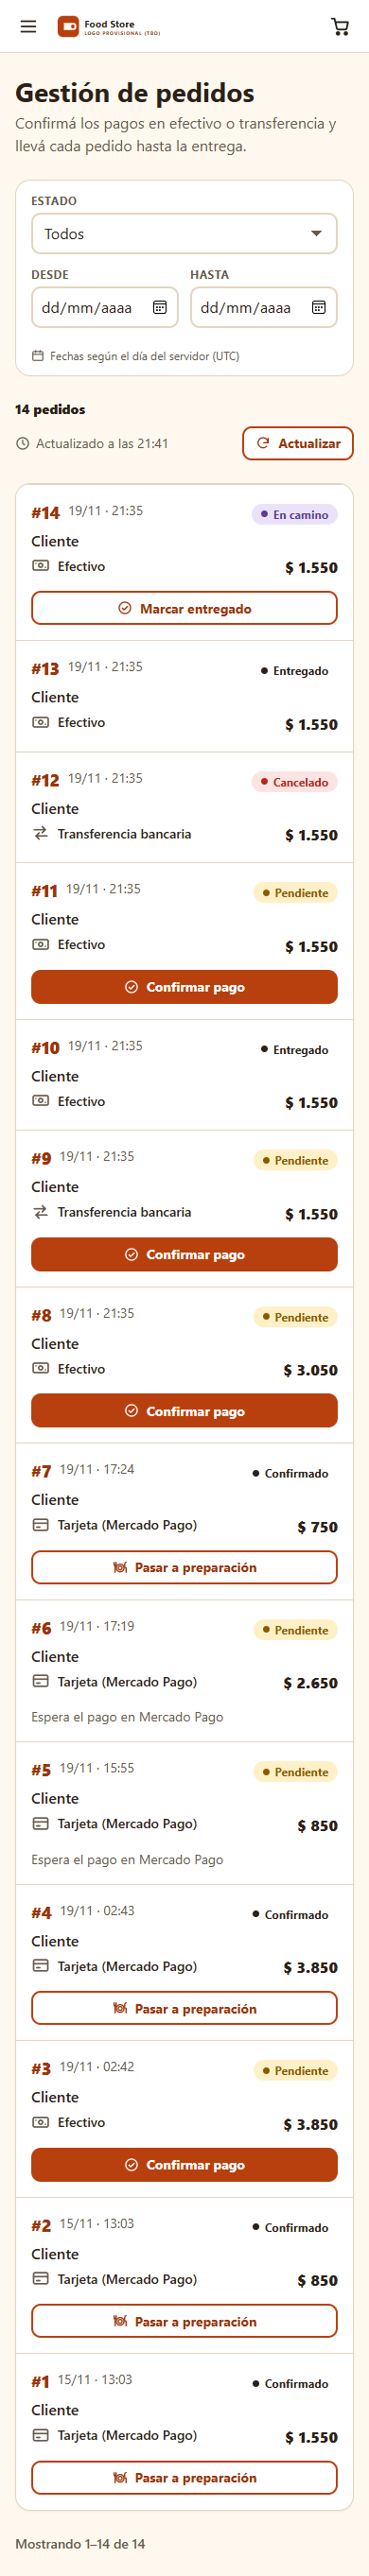 Food Store
LOGO PROVISIONAL (TBD)
Gestión de pedidos
Confirmá los pagos en efectivo o transferencia y
llevá cada pedido hasta la entrega.
ESTADO
Todos
DESDE HASTA
dd/mm/aaaa dd/mm/aaaa
Fechas según el día del servidor (UTC)
14 pedidos
Actualizado a las 21:41 Actualizar
#14 19/11 · 21:35 En camino
Cliente
Efectivo $ 1.550
Marcar entregado
#13 19/11 · 21:35 Entregado
Cliente
Efectivo $ 1.550
#12 19/11 · 21:35 Cancelado
Cliente
Transferencia bancaria $ 1.550
#11 19/11 · 21:35 Pendiente
Cliente
Efectivo $ 1.550
Confirmar pago
#10 19/11 · 21:35 Entregado
Cliente
Efectivo $ 1.550
#9 19/11 · 21:35 Pendiente
Cliente
Transferencia bancaria $ 1.550
Confirmar pago
#8 19/11 · 21:35 Pendiente
Cliente
Efectivo $ 3.050
Confirmar pago
#7 19/11 · 17:24 Confirmado
Cliente
Tarjeta (Mercado Pago) $ 750
Pasar a preparación
#6 19/11 · 17:19 Pendiente
Cliente
Tarjeta (Mercado Pago) $ 2.650
Espera el pago en Mercado Pago
#5 19/11 · 15:55 Pendiente
Cliente
Tarjeta (Mercado Pago) $ 850
Espera el pago en Mercado Pago
#4 19/11 · 02:43 Confirmado
Cliente
Tarjeta (Mercado Pago) $ 3.850
Pasar a preparación
#3 19/11 · 02:42 Pendiente
Cliente
Efectivo $ 3.850
Confirmar pago
#2 15/11 · 13:03 Confirmado
Cliente
Tarjeta (Mercado Pago) $ 850
Pasar a preparación
#1 15/11 · 13:03 Confirmado
Cliente
Tarjeta (Mercado Pago) $ 1.550
Pasar a preparación
Mostrando 1–14 de 14